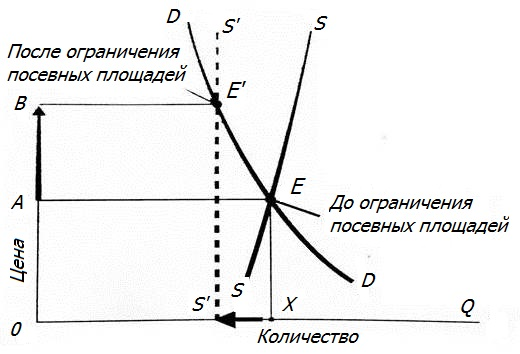 D
S'
S
После ограничения
посевных площадей
E'
B
E
A
До ограничения
посевных площадей
Цена
S
D
S'
X
Q
0
Количество